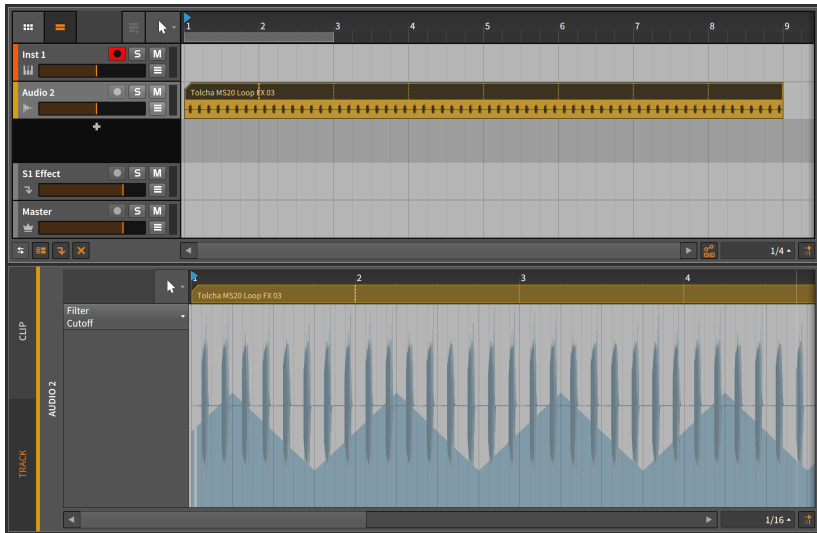 1 2 3 4 5 6 7 8 9
Inst 1 S M
Audio 2 S M
Tolcha MS20 Loop FX 03
S1 Effect S M
Master S M
1/4
1 2 3 4
Tolcha MS20 Loop FX 03
Filter
Cutoff
CLIP
AUDIO 2
TRACK
1/16